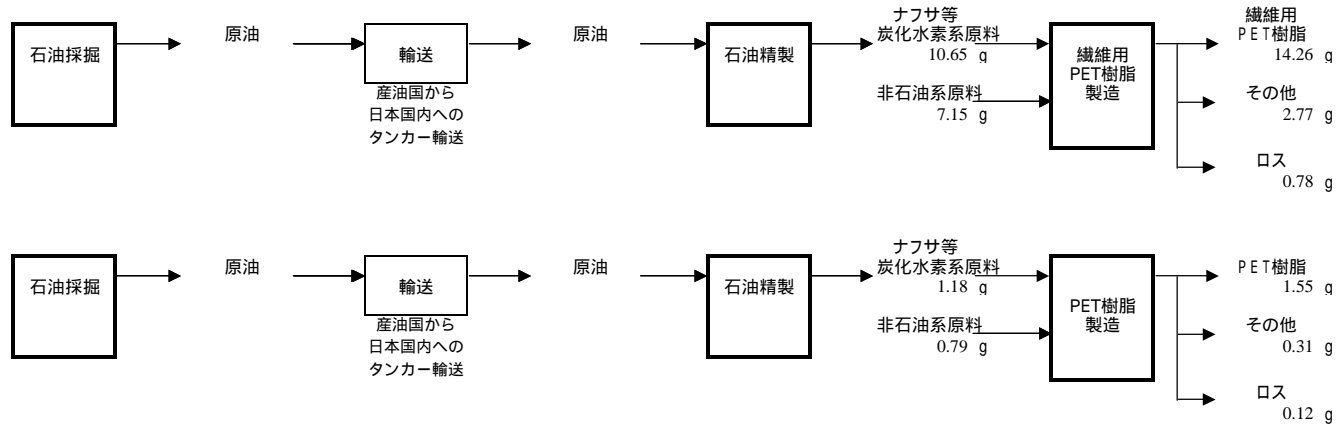 石油採掘
原油
輸送
産油国から
日本国内への
タンカー輸送
原油
石油精製
ナフサ等
炭化水素系原料
10.65 g
非石油系原料
7.15 g
繊維用
PET樹脂
製造
繊維用
PET樹脂
14.26 g
その他
2.77 g
ロス
0.78 g
石油採掘
原油
輸送
産油国から
日本国内への
タンカー輸送
原油
石油精製
ナフサ等
炭化水素系原料
1.18 g
非石油系原料
0.79 g
PET樹脂
製造
PET樹脂
1.55 g
その他
0.31 g
ロス
0.12 g